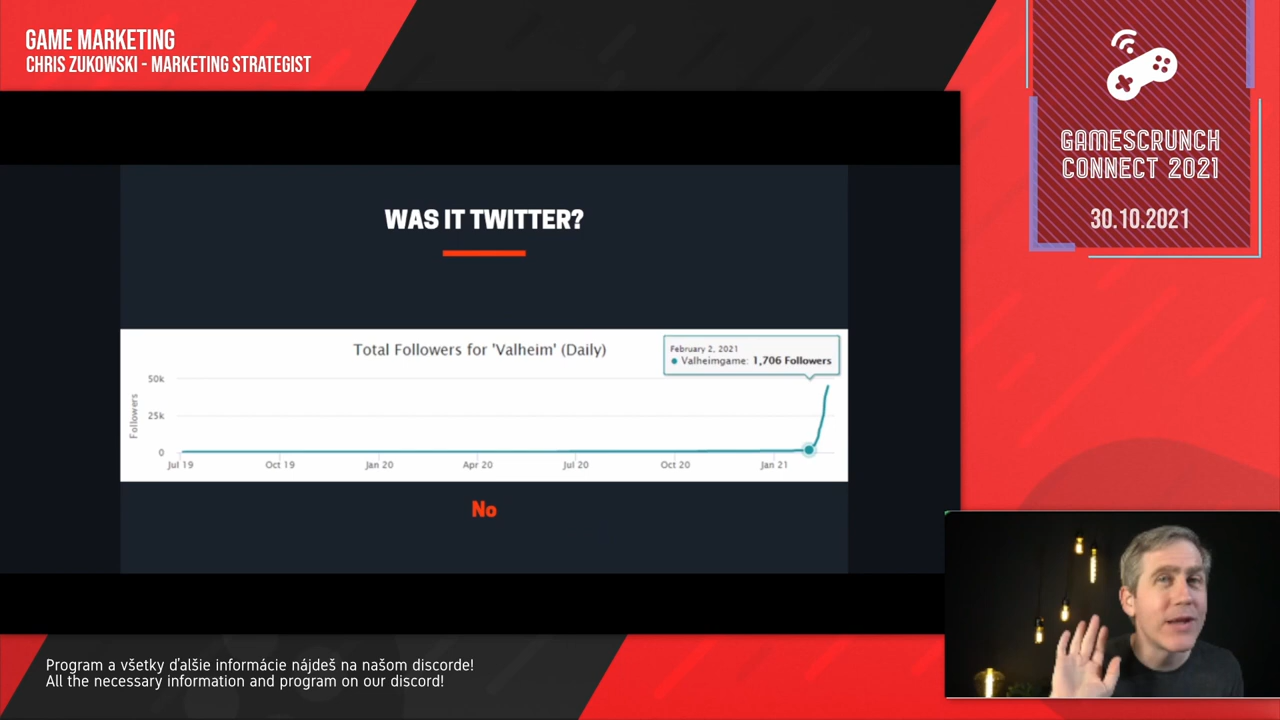 GAME MARKETING
CHRIS ZUKOWSKI - MARKETING STRATEGIST
GAMESCRUNCH
CONNECT 2021
30.10.2021
WAS IT TWITTER?
Total Followers for 'Valheim' (Daily)
February 2, 2021
Valheimgame: 1,706 Followers
Followers
50k
25k
0
Jul 19 Oct 19 Jan 20 Apr 20 Jul 20 Oct 20 Jan 21
No
Program a všetky ďalšie informácie nájdeš na našom discorde!
All the necessary information and program on our discord!